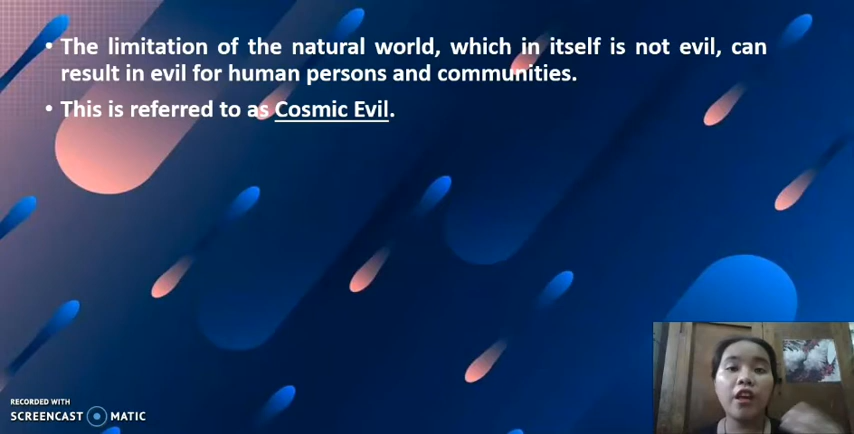 • The limitation of the natural world, which in itself is not evil, can
result in evil for human persons and communities.
• This is referred to as Cosmic Evil.
RECORDED WITH
SCREENCAST MATIC